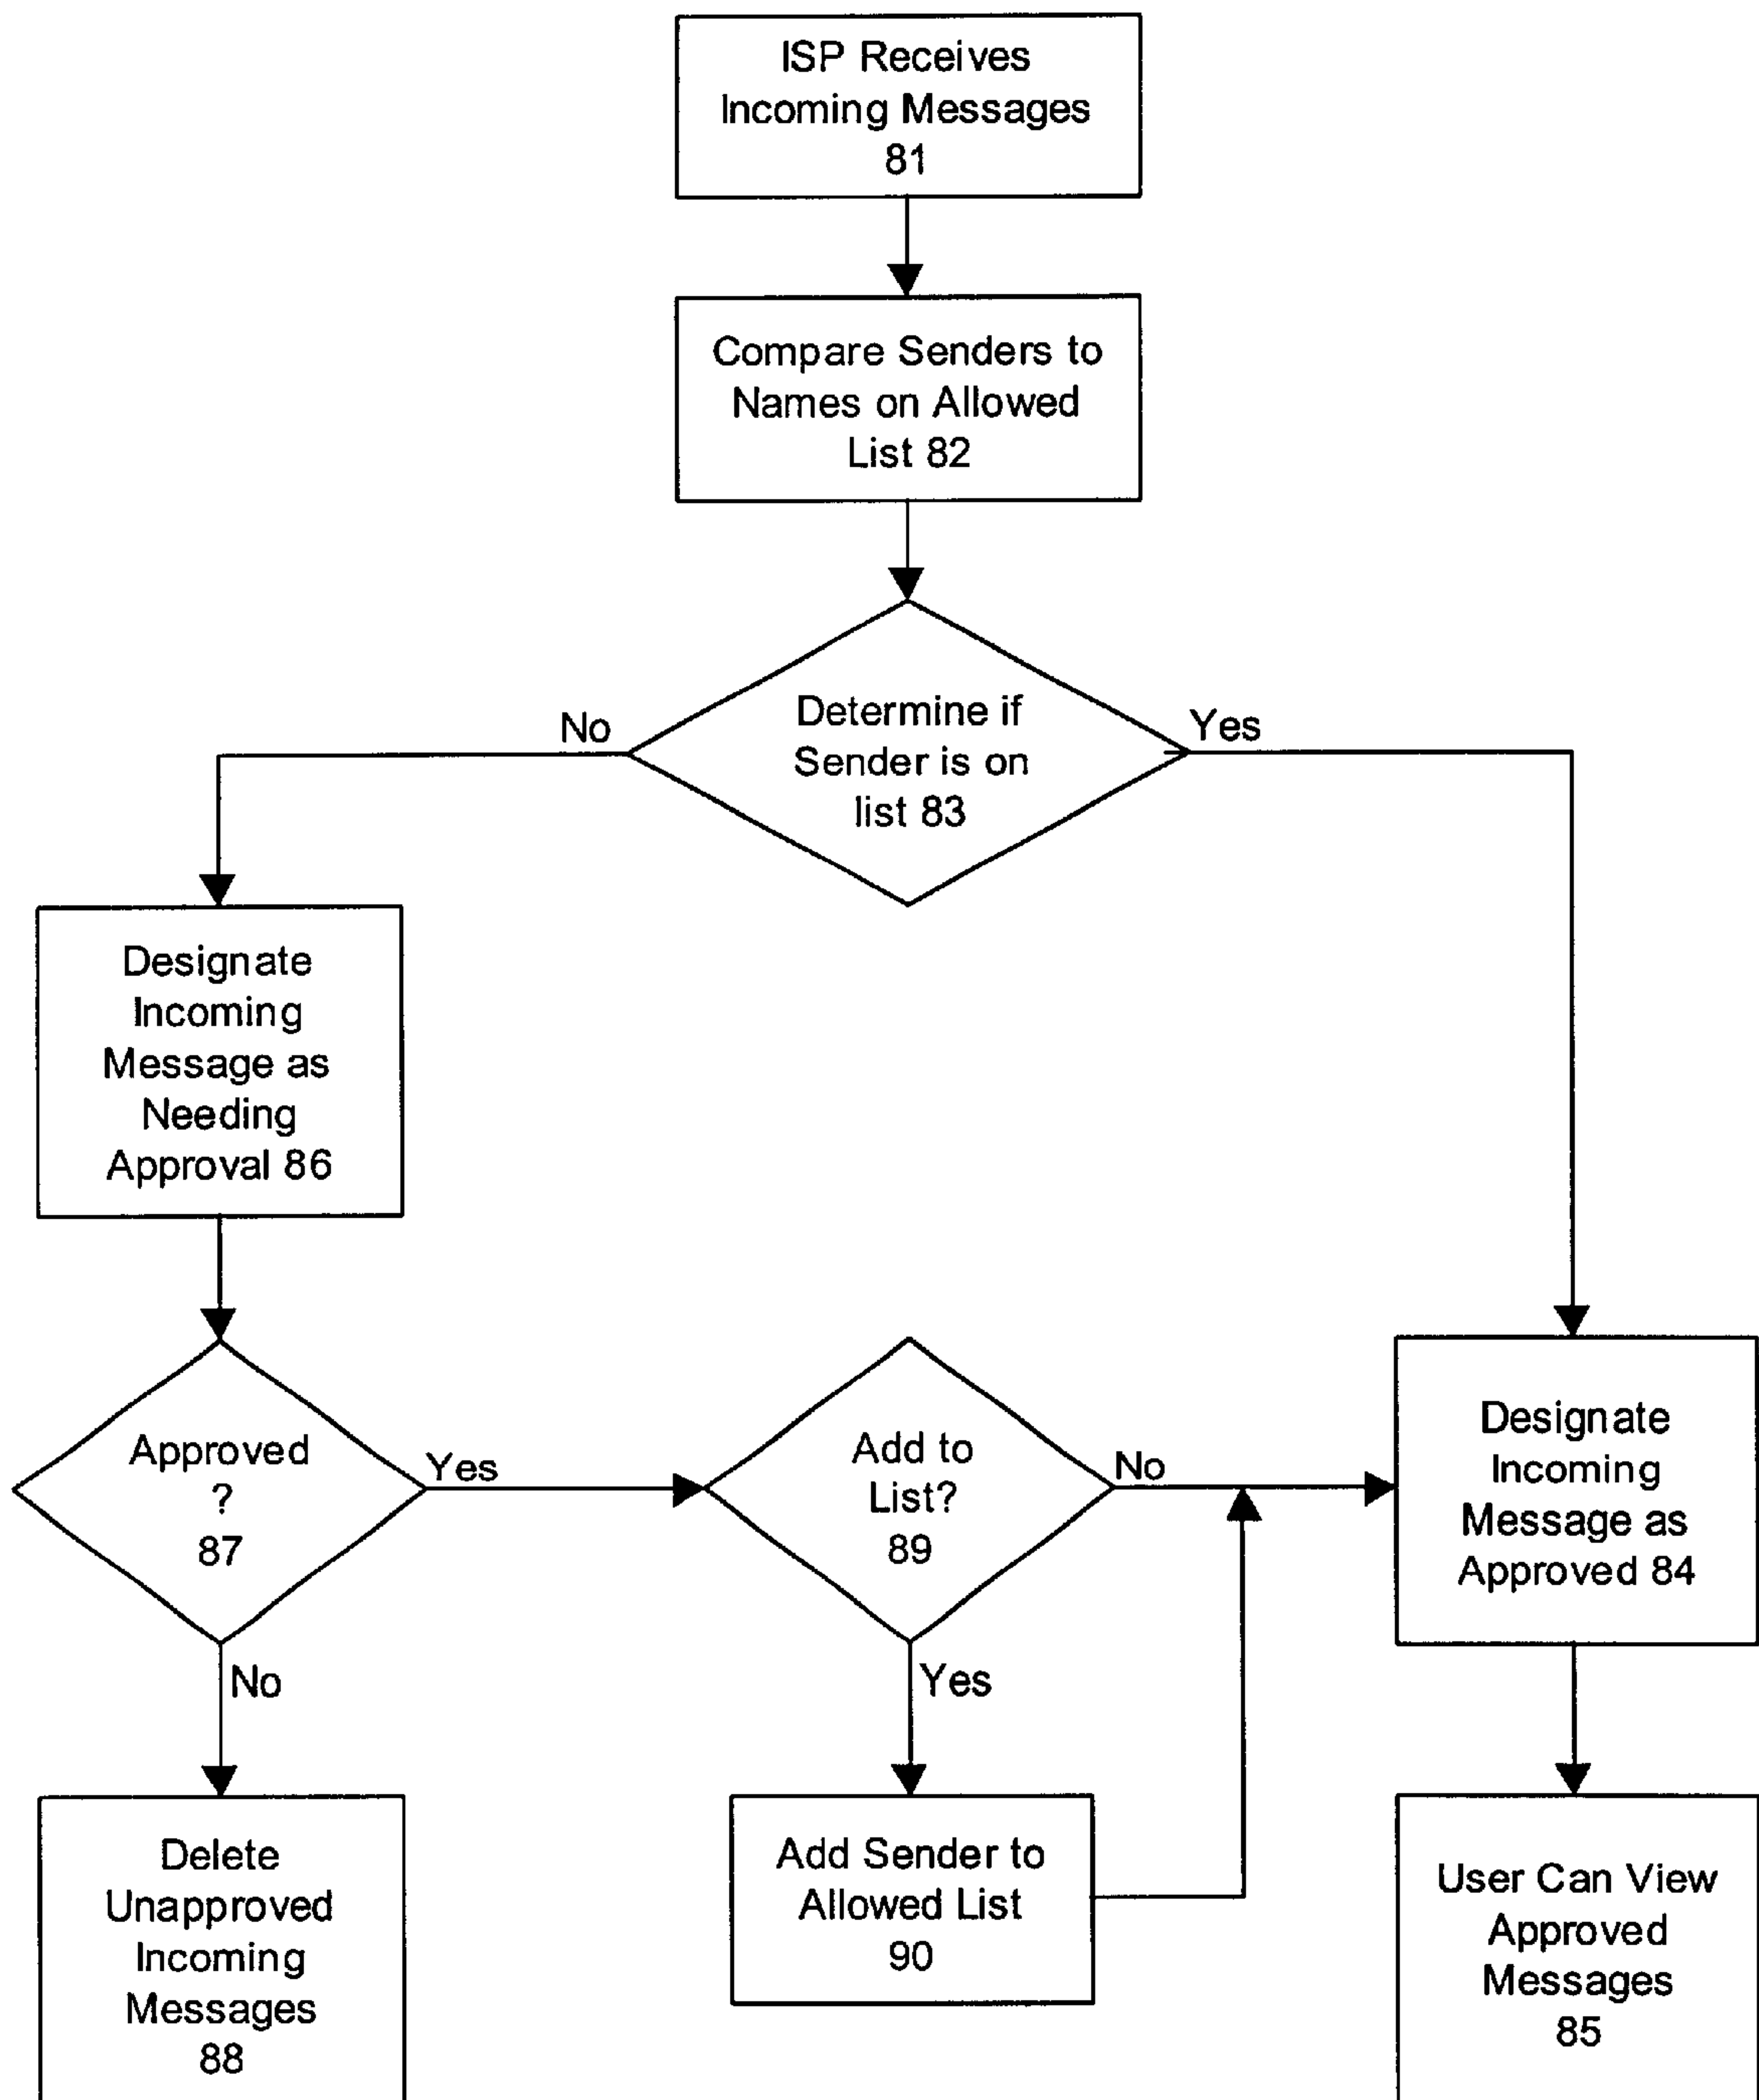 ISP Receives
Incoming Messages
81
Compare Senders to
Names on Allowed
List 82
No
Determine if
Sender is on
list 83
Yes
Designate
Incoming
Message as
Needing
Approval 86
Approved
?
87
Yes
Add to
List?
89
No
Designate
Incoming
Message as
Approved 84
No
Yes
Delete
Unapproved
Incoming
Messages
88
Add Sender to
Allowed List
90
User Can View
Approved
Messages
85